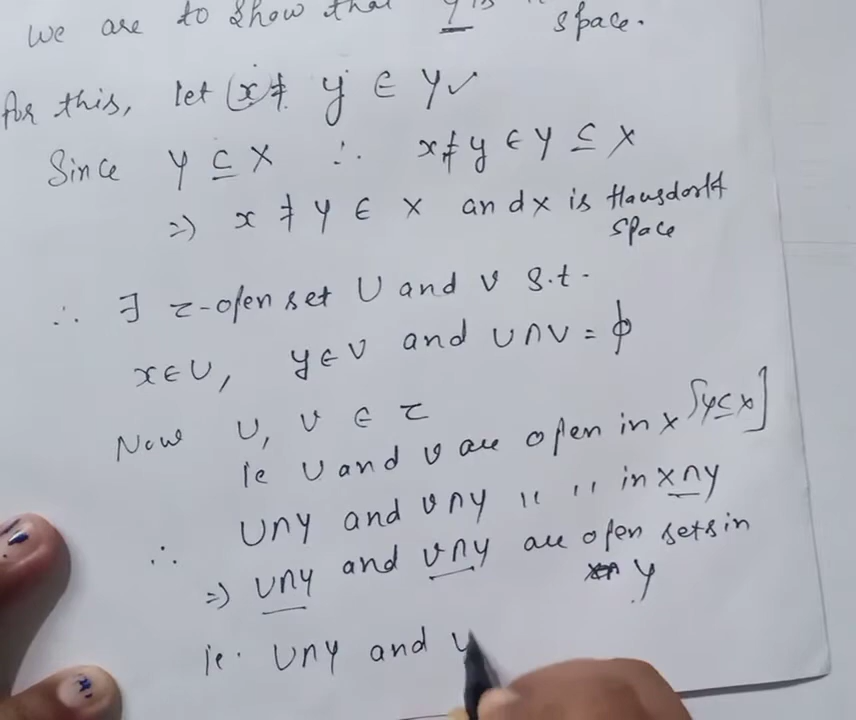 We are to Show that Y is space.
for this, let (x ≠ y ∈ Y ✓
Since Y ⊆ X ∴ x ≠ y ∈ Y ⊆ X
=) x ≠ y ∈ X and X is Hausdorff space
∴ ∃ τ-open set U and V S.t.
x∈U, y∈V and U∩V = ϕ
Now U, V ∈ τ
ie U and V are open in X [Y⊆X]
∴ U∩Y and V∩Y '' '' in X∩Y
=) U∩Y and V∩Y are open sets in Y
ie. U∩Y and V